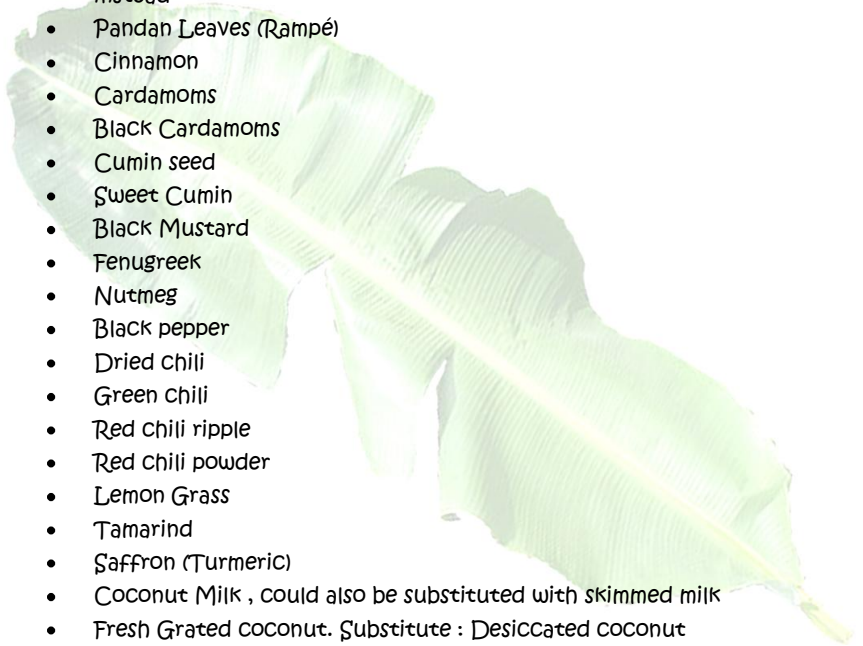 • Pandan Leaves (Rampé)
• Cinnamon
• Cardamoms
• Black Cardamoms
• Cumin seed
• Sweet Cumin
• Black Mustard
• Fenugreek
• Nutmeg
• Black pepper
• Dried chili
• Green chili
• Red chili ripple
• Red chili powder
• Lemon Grass
• Tamarind
• Saffron (Turmeric)
• Coconut Milk , could also be substituted with skimmed milk
• Fresh Grated coconut. Substitute : Desiccated coconut